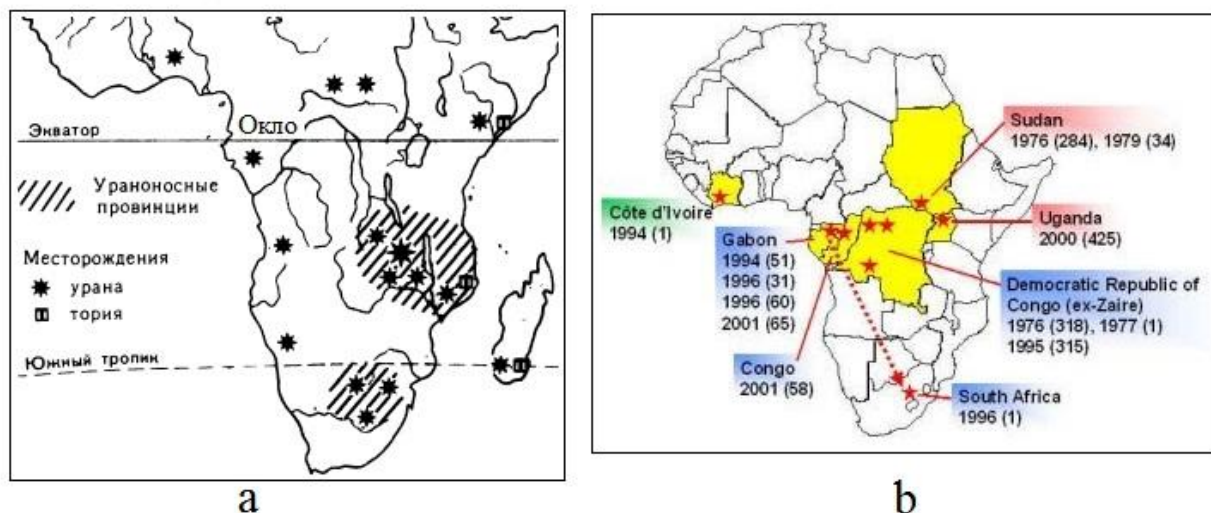 Окло
Экватор
Ураноносные
провинции
Месторождения
урана
тория
Южный тропик
a
Sudan
1976 (284), 1979 (34)
Côte d'Ivoire
1994 (1)
Uganda
2000 (425)
Gabon
1994 (51)
1996 (31)
1996 (60)
2001 (65)
Democratic Republic of
Congo (ex-Zaire)
1976 (318), 1977 (1)
1995 (315)
Congo
2001 (58)
South Africa
1996 (1)
b